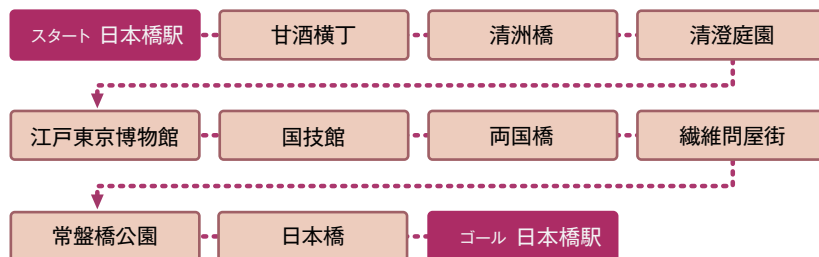 スタート 日本橋駅 甘酒横丁 清洲橋 清澄庭園
江戸東京博物館 国技館 両国橋 繊維問屋街
常盤橋公園 日本橋 ゴール 日本橋駅